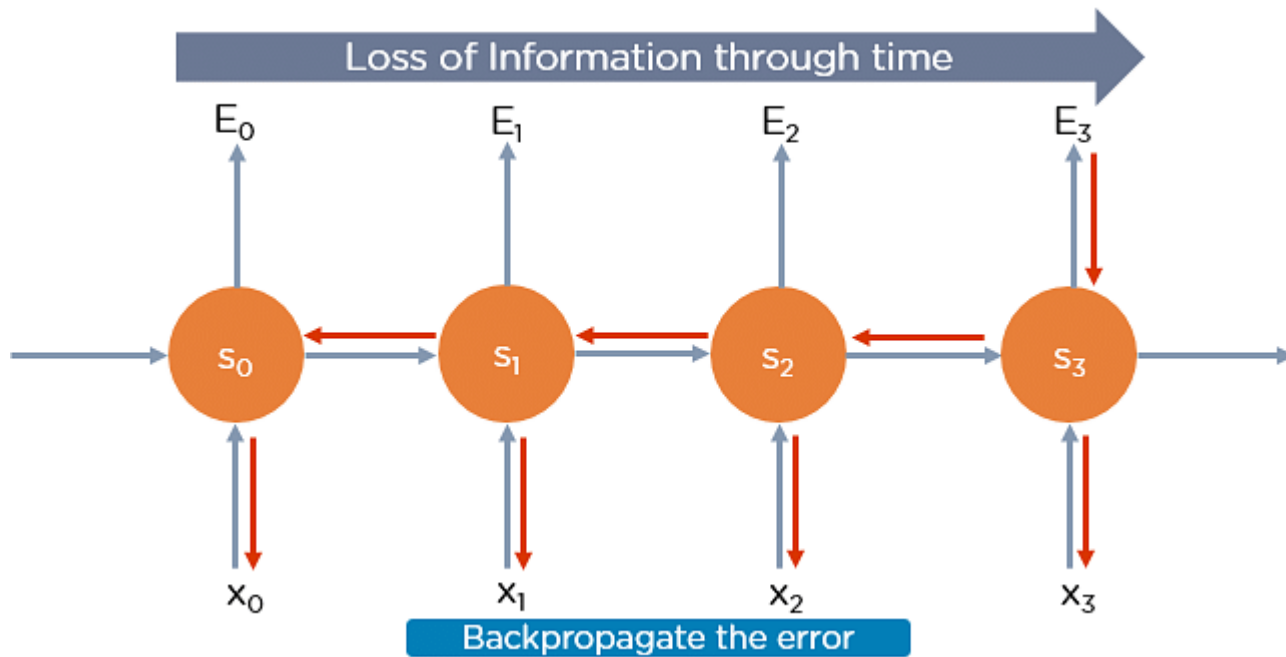 Loss of Information through time
E₀ E₁ E₂ E₃
s₀ s₁ s₂ s₃
x₀ x₁ x₂ x₃
Backpropagate the error